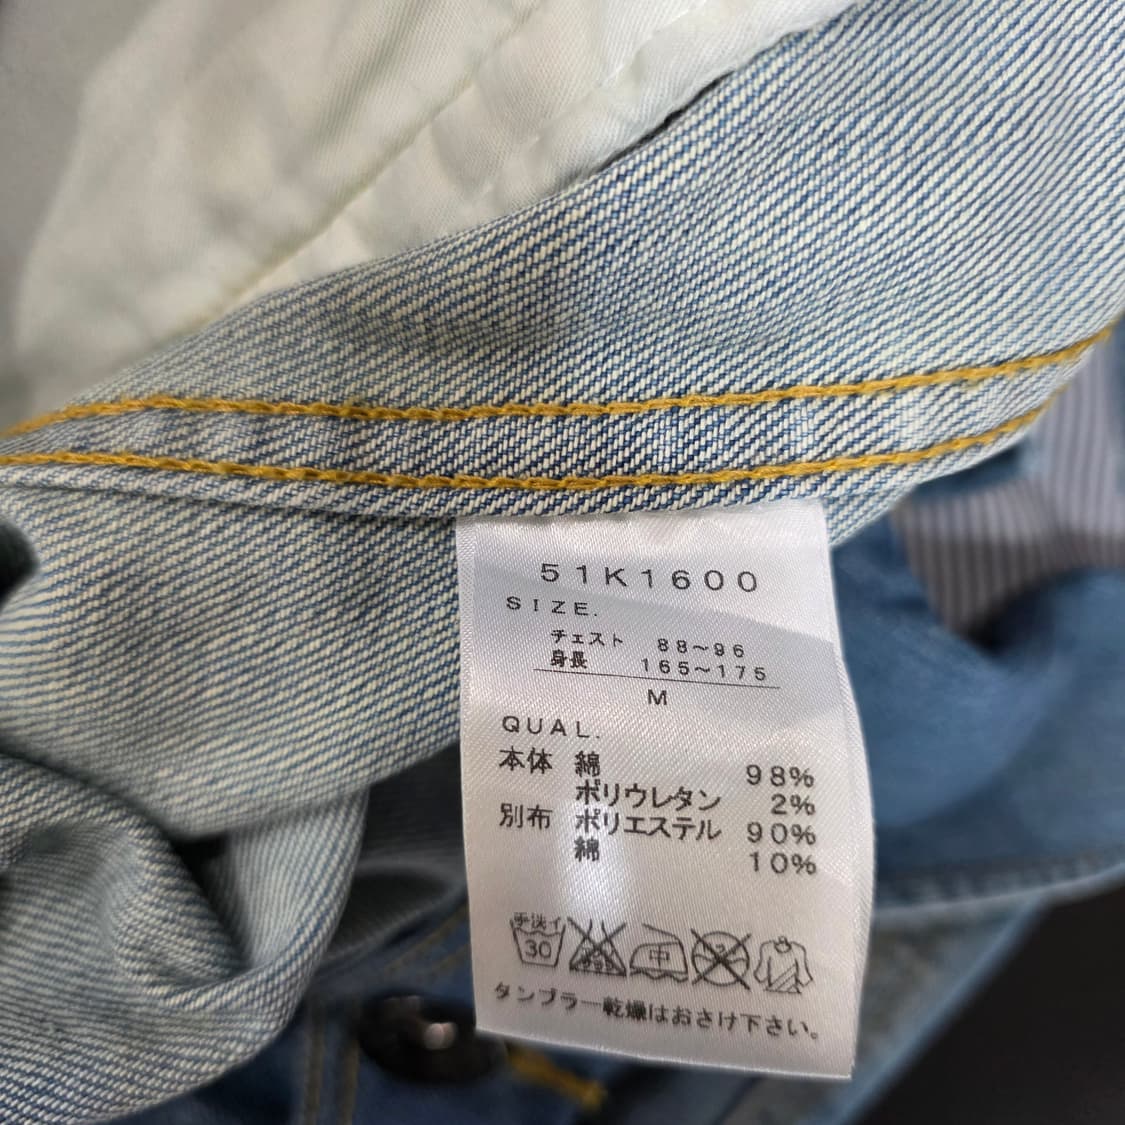 51K1600
SIZE.
チェスト 88~96
身長 165~175
M
QUAL.
本体 綿 98%
ポリウレタン 2%
別布 ポリエステル 90%
綿 10%
手洗イ
30 中
タンブラー乾燥はおさけ下さい。